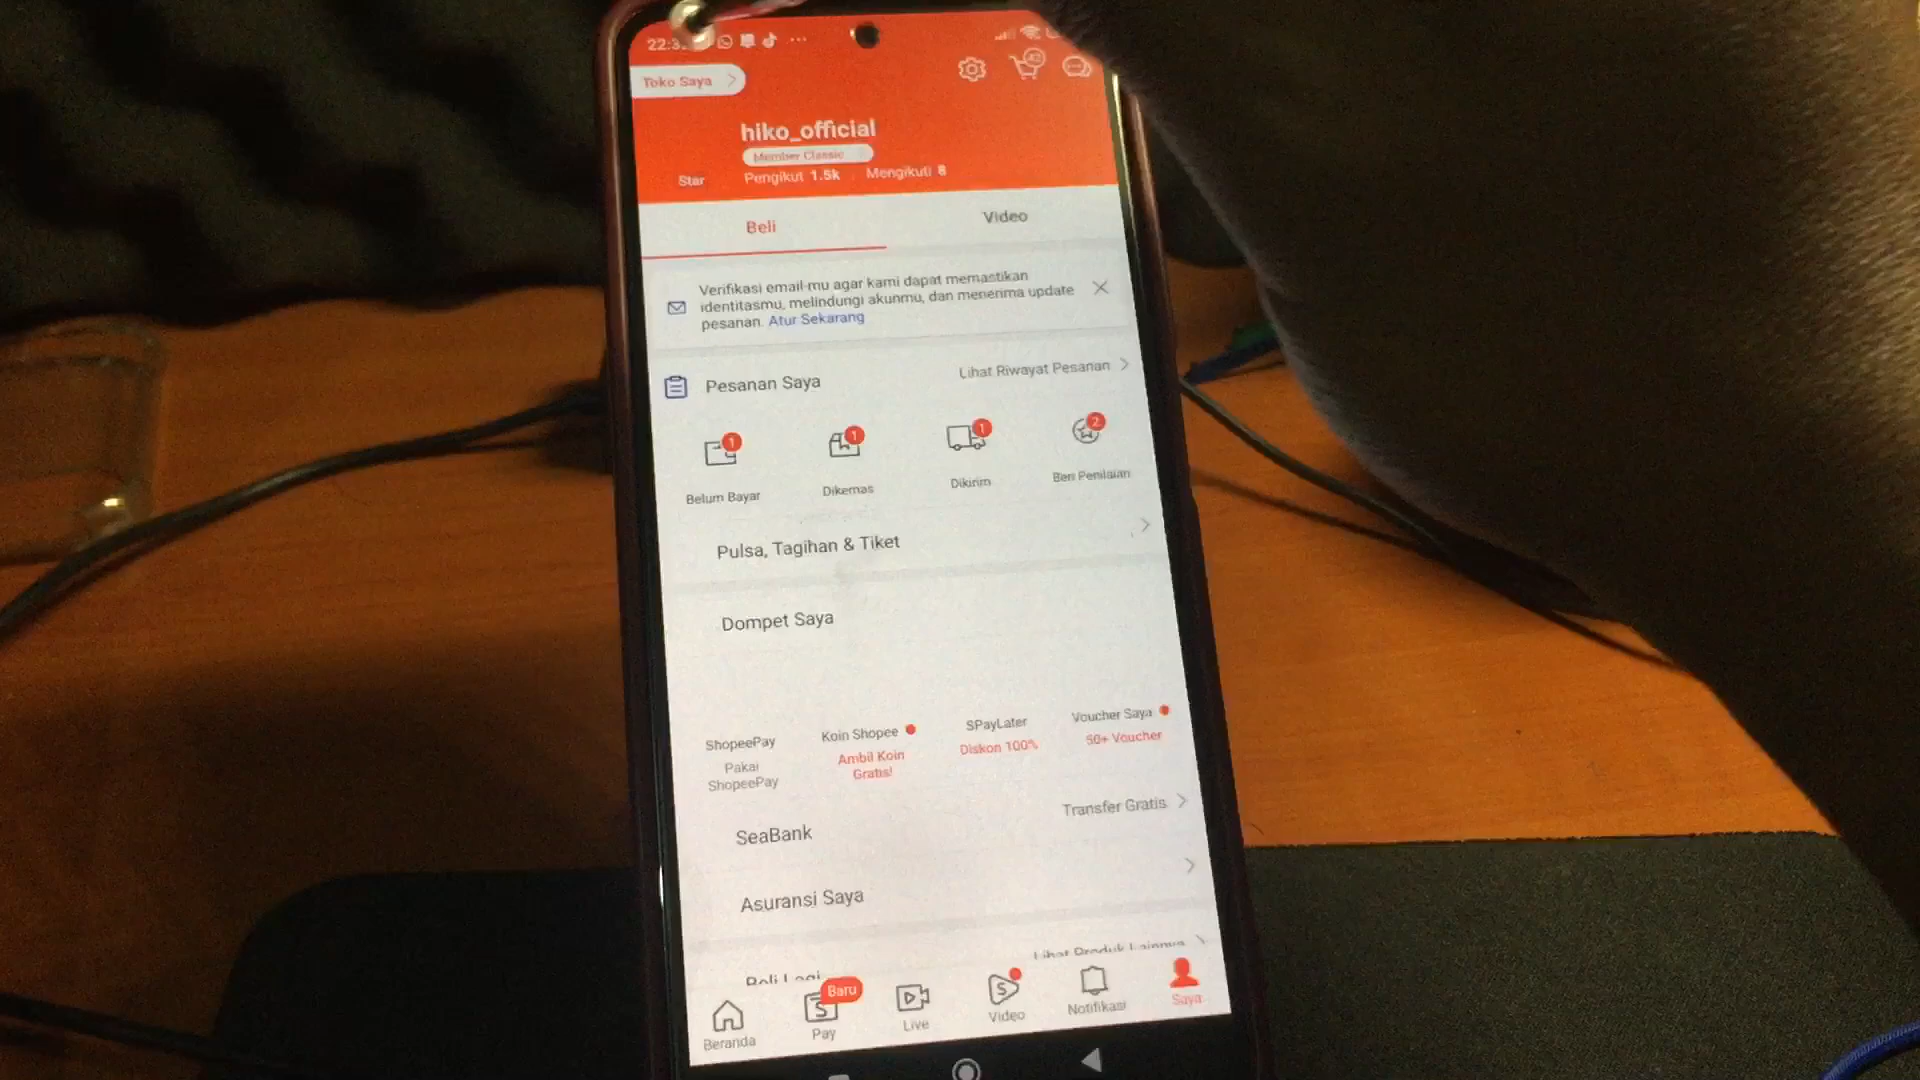 Toko Saya
hiko_official
Member Classic
Star
Pengikut 1.5k
Mengikuti 8
Beli
Video
Verifikasi email-mu agar kami dapat memastikan
identitasmu, melindungi akunmu, dan menerima update
pesanan. Atur Sekarang
Pesanan Saya
Lihat Riwayat Pesanan
1
1
1
2
Belum Bayar
Dikemas
Dikirim
Beri Penilaian
Pulsa, Tagihan & Tiket
Dompet Saya
ShopeePay
Koin Shopee
SPayLater
Voucher Saya
Pakai
ShopeePay
Ambil Koin
Gratis!
Diskon 100%
50+ Voucher
SeaBank
Transfer Gratis
Asuransi Saya
Beli Lagi
Lihat Produk Lainnya
Baru
Beranda
Pay
Live
Video
Notifikasi
Saya